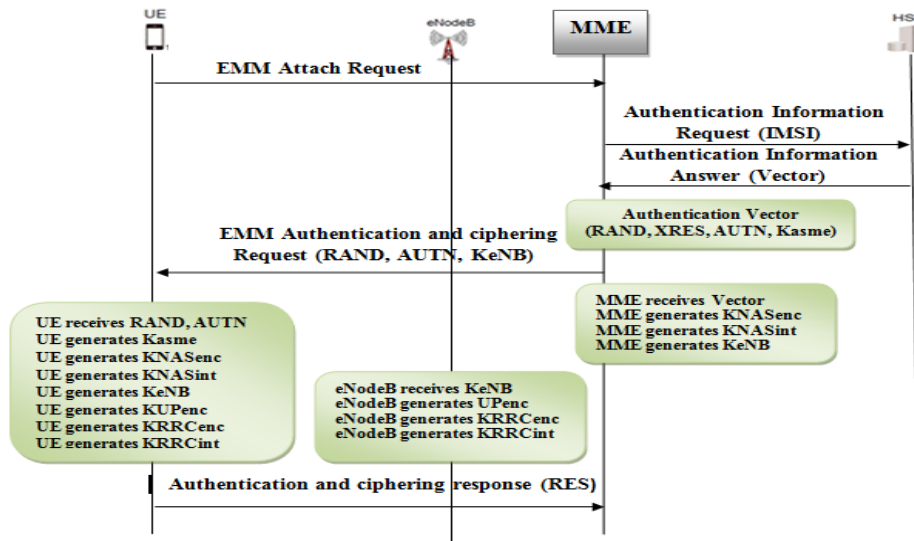 UE
eNodeB
MME
HS
EMM Attach Request
Authentication Information
Request (IMSI)
Authentication Information
Answer (Vector)
Authentication Vector
(RAND, XRES, AUTN, Kasme)
EMM Authentication and ciphering
Request (RAND, AUTN, KeNB)
MME receives Vector
MME generates KNASenc
MME generates KNASint
MME generates KeNB
UE receives RAND, AUTN
UE generates Kasme
UE generates KNASenc
UE generates KNASint
UE generates KeNB
UE generates KUPenc
UE generates KRRCenc
UE generates KRRCint
eNodeB receives KeNB
eNodeB generates UPenc
eNodeB generates KRRCenc
eNodeB generates KRRCint
Authentication and ciphering response (RES)